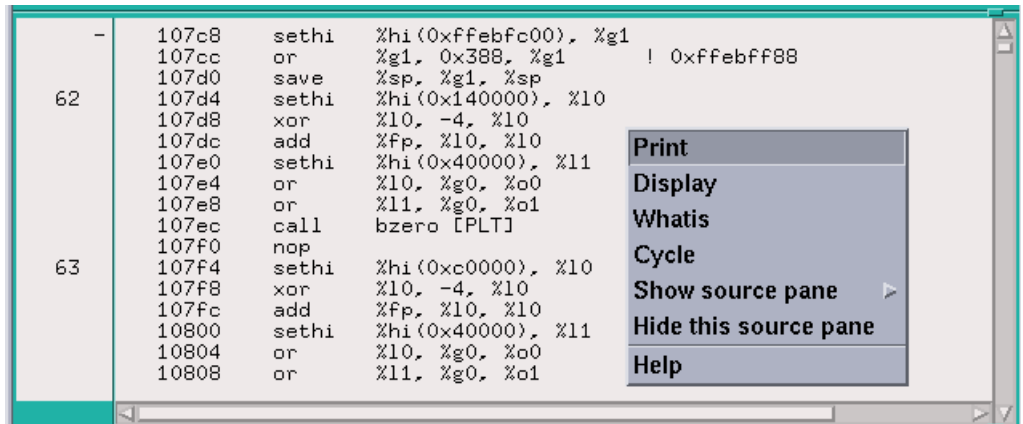 - 107c8 sethi %hi(0xffebfc00), %g1
107cc or %g1, 0x388, %g1 ! 0xffebff88
107d0 save %sp, %g1, %sp
62 107d4 sethi %hi(0x140000), %l0
107d8 xor %l0, -4, %l0
107dc add %fp, %l0, %l0
107e0 sethi %hi(0x40000), %l1
107e4 or %l0, %g0, %o0
107e8 or %l1, %g0, %o1
107ec call bzero [PLT]
107f0 nop
63 107f4 sethi %hi(0xc0000), %l0
107f8 xor %l0, -4, %l0
107fc add %fp, %l0, %l0
10800 sethi %hi(0x40000), %l1
10804 or %l0, %g0, %o0
10808 or %l1, %g0, %o1
Print
Display
Whatis
Cycle
Show source pane
Hide this source pane
Help